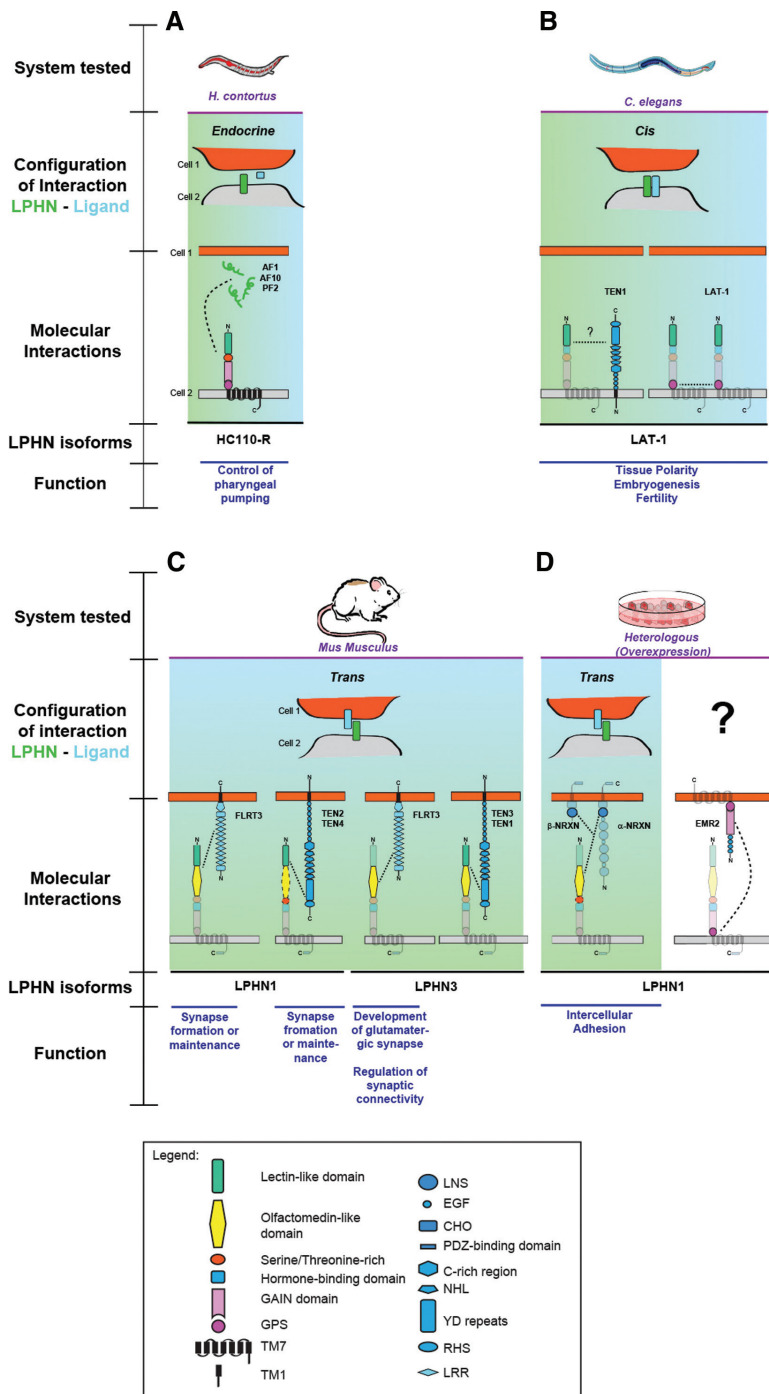 A
System tested
H. contortus
Configuration
of Interaction
LPHN - Ligand
Endocrine
Cell 1
Cell 2
Molecular
Interactions
Cell 1
AF1
AF10
PF2
N
Cell 2
C
LPHN isoforms
HC110-R
Function
Control of
pharyngeal
pumping
B
C. elegans
Cis
TEN1
LAT-1
C
N
?
N
N
C
N
C
C
LAT-1
Tissue Polarity
Embryogenesis
Fertility
C
System tested
Mus Musculus
Configuration
of interaction
LPHN - Ligand
Trans
Cell 1
Cell 2
Molecular
Interactions
C
N
C
N
FLRT3
TEN2
TEN4
FLRT3
TEN3
TEN1
N
N
N
N
N
N
C
C
C
C
C
C
LPHN isoforms
LPHN1
LPHN3
Function
Synapse
formation or
maintenance
Synapse
fromation
or mainte-
nance
Development
of glutamater-
gic synapse
Regulation of
synaptic
connectivity
D
Heterologous
(Overexpression)
Trans
?
C
C
C
β-NRXN
α-NRXN
EMR2
N
N
N
N
N
N
C
C
LPHN1
Intercellular
Adhesion
Legend:
Lectin-like domain
Olfactomedin-like
domain
Serine/Threonine-rich
Hormone-binding domain
GAIN domain
GPS
TM7
TM1
LNS
EGF
CHO
PDZ-binding domain
C-rich region
NHL
YD repeats
RHS
LRR